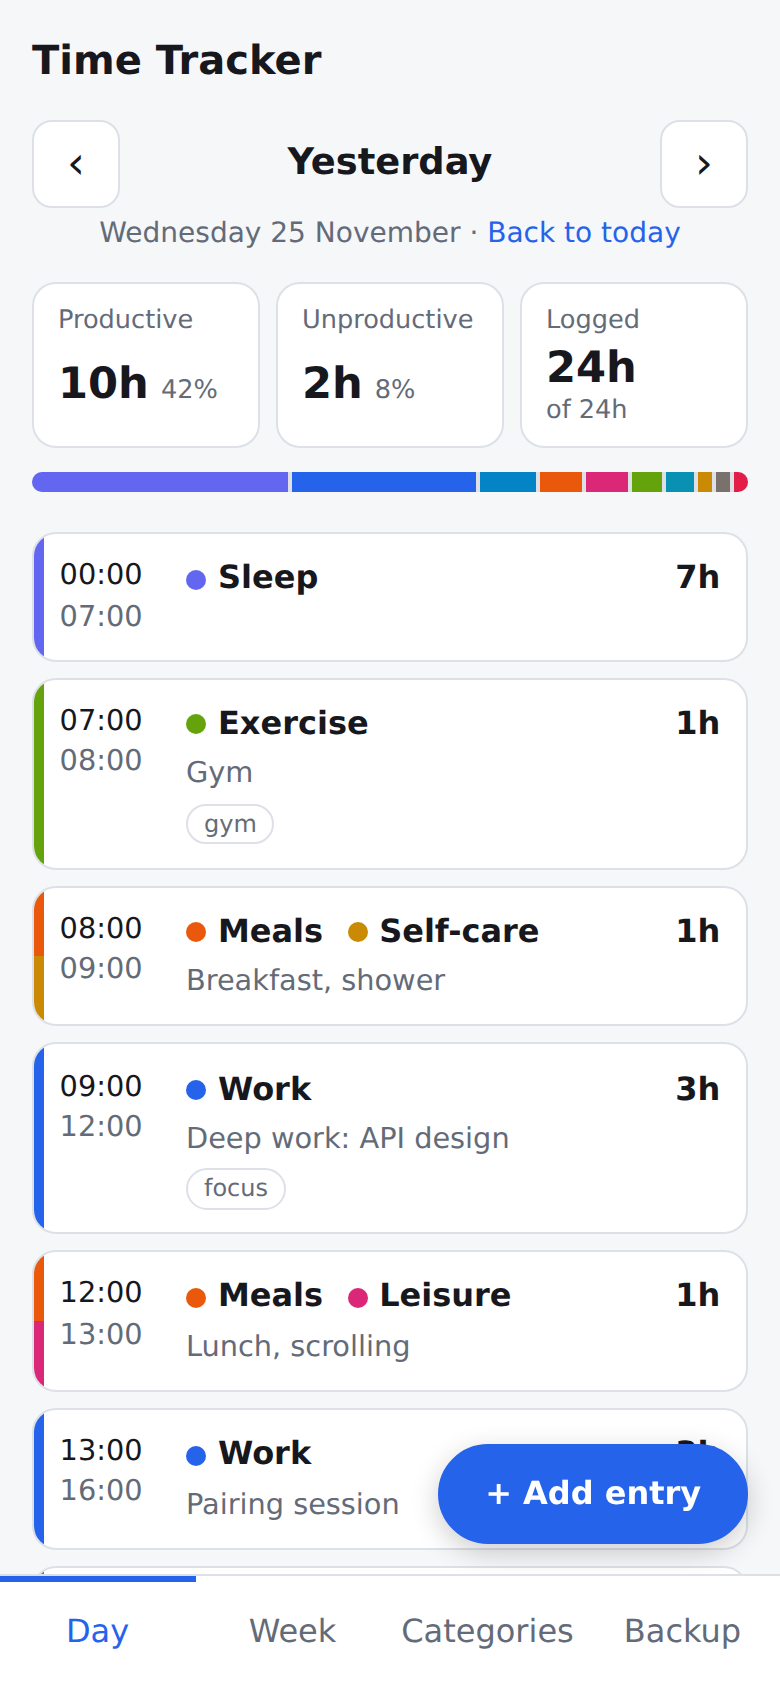 Time Tracker
‹ Yesterday ›
Wednesday 25 November · Back to today
Productive
10h 42%
Unproductive
2h 8%
Logged
24h
of 24h
00:00 Sleep 7h
07:00
07:00 Exercise 1h
08:00
Gym
gym
08:00 Meals Self-care 1h
09:00
Breakfast, shower
09:00 Work 3h
12:00
Deep work: API design
focus
12:00 Meals Leisure 1h
13:00
Lunch, scrolling
13:00 Work
16:00
Pairing session
+ Add entry
Day Week Categories Backup